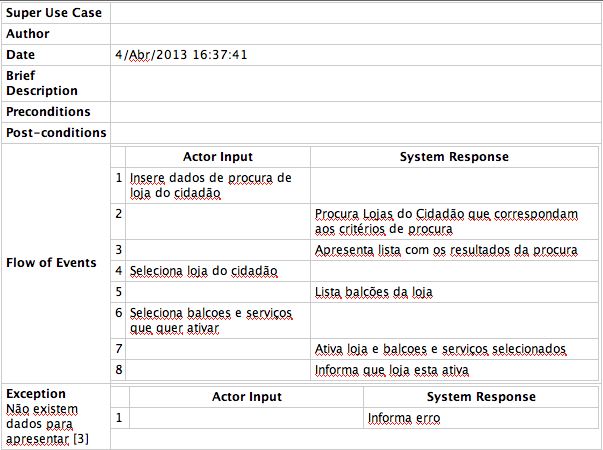 Super Use Case
Author
Date 4/Abr/2013 16:37:41
Brief
Description
Preconditions
Post-conditions
Flow of Events
Actor Input System Response
1 Insere dados de procura de
loja do cidadão
2 Procura Lojas do Cidadão que correspondam
aos critérios de procura
3 Apresenta lista com os resultados da procura
4 Seleciona loja do cidadão
5 Lista balcões da loja
6 Seleciona balcoes e serviços
que quer ativar
7 Ativa loja e balcoes e serviços selecionados
8 Informa que loja esta ativa
Exception
Não existem
dados para
apresentar [3]
Actor Input System Response
1 Informa erro